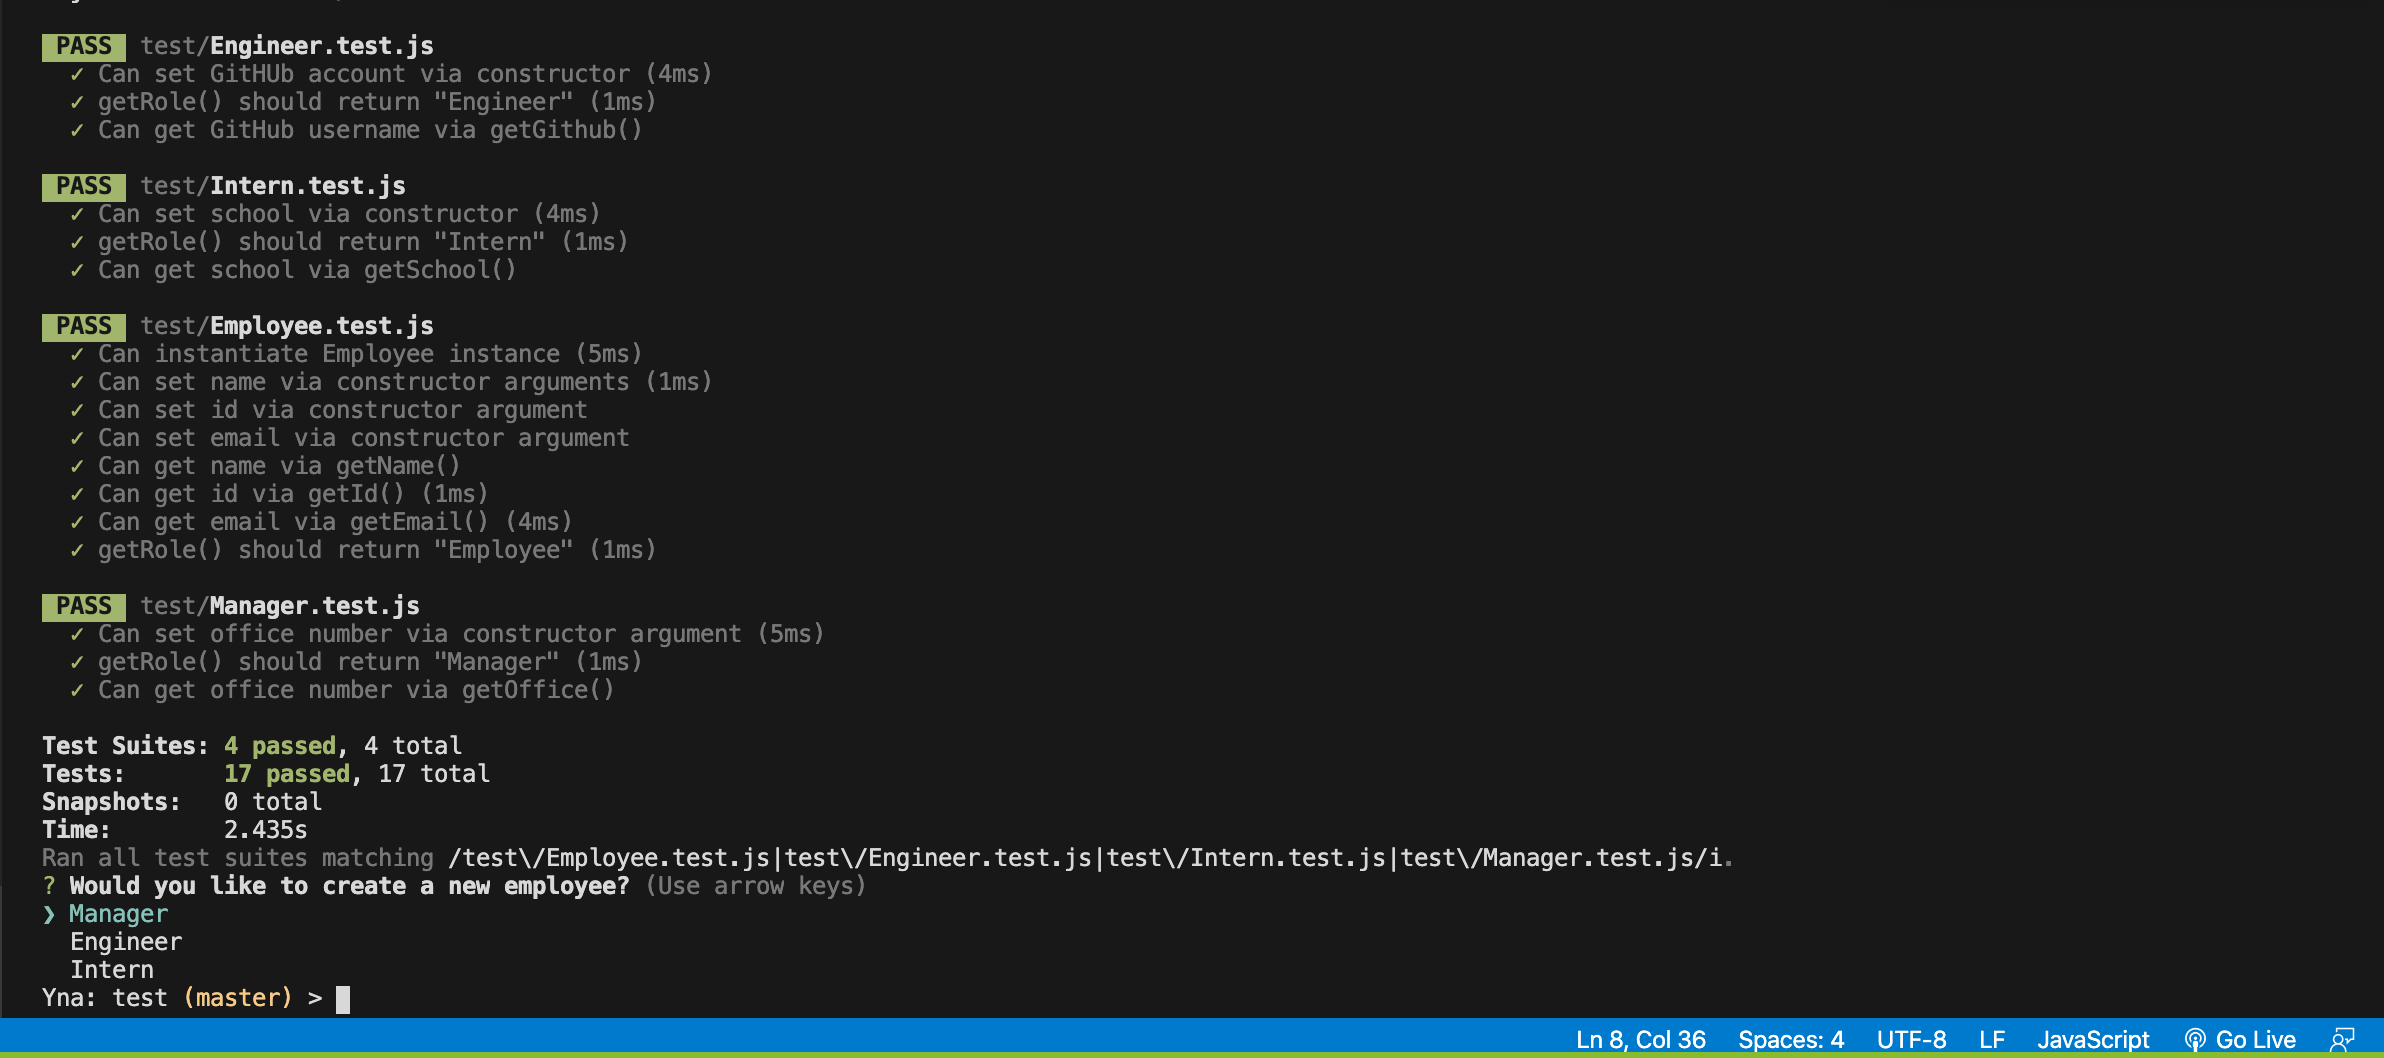 PASS test/Engineer.test.js
✓ Can set GitHUb account via constructor (4ms)
✓ getRole() should return "Engineer" (1ms)
✓ Can get GitHub username via getGithub()
PASS test/Intern.test.js
✓ Can set school via constructor (4ms)
✓ getRole() should return "Intern" (1ms)
✓ Can get school via getSchool()
PASS test/Employee.test.js
✓ Can instantiate Employee instance (5ms)
✓ Can set name via constructor arguments (1ms)
✓ Can set id via constructor argument
✓ Can set email via constructor argument
✓ Can get name via getName()
✓ Can get id via getId() (1ms)
✓ Can get email via getEmail() (4ms)
✓ getRole() should return "Employee" (1ms)
PASS test/Manager.test.js
✓ Can set office number via constructor argument (5ms)
✓ getRole() should return "Manager" (1ms)
✓ Can get office number via getOffice()
Test Suites: 4 passed, 4 total
Tests: 17 passed, 17 total
Snapshots: 0 total
Time: 2.435s
Ran all test suites matching /test\/Employee.test.js|test\/Engineer.test.js|test\/Intern.test.js|test\/Manager.test.js/i.
? Would you like to create a new employee? (Use arrow keys)
❯ Manager
Engineer
Intern
Yna: test (master) >
Ln 8, Col 36 Spaces: 4 UTF-8 LF JavaScript Go Live